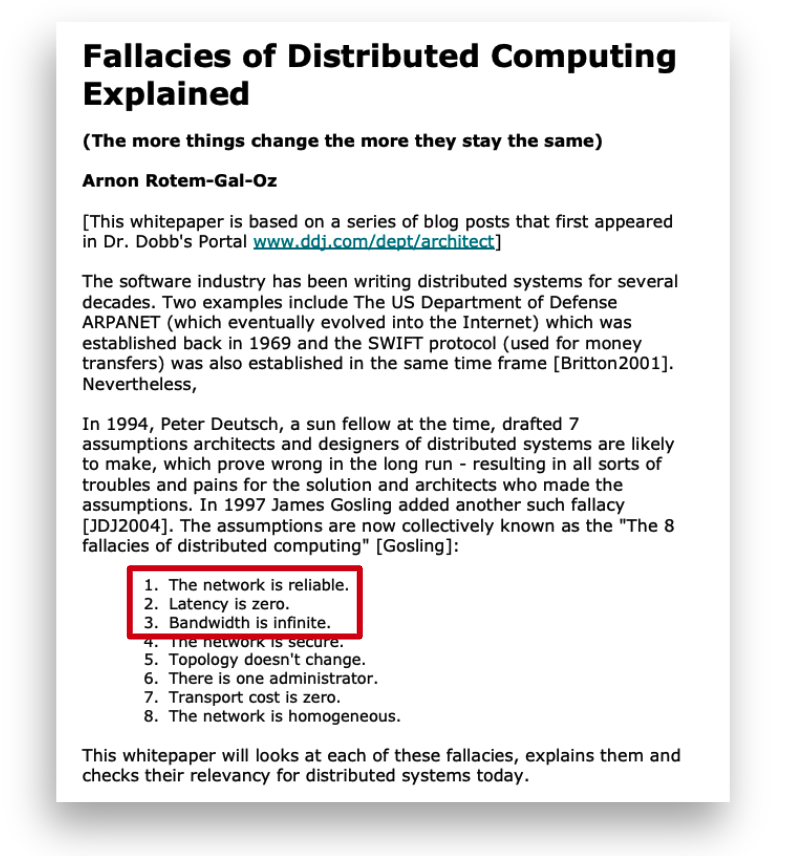 Fallacies of Distributed Computing
Explained
(The more things change the more they stay the same)
Arnon Rotem-Gal-Oz
[This whitepaper is based on a series of blog posts that first appeared
in Dr. Dobb's Portal www.ddj.com/dept/architect]
The software industry has been writing distributed systems for several
decades. Two examples include The US Department of Defense
ARPANET (which eventually evolved into the Internet) which was
established back in 1969 and the SWIFT protocol (used for money
transfers) was also established in the same time frame [Britton2001].
Nevertheless,
In 1994, Peter Deutsch, a sun fellow at the time, drafted 7
assumptions architects and designers of distributed systems are likely
to make, which prove wrong in the long run - resulting in all sorts of
troubles and pains for the solution and architects who made the
assumptions. In 1997 James Gosling added another such fallacy
[JDJ2004]. The assumptions are now collectively known as the "The 8
fallacies of distributed computing" [Gosling]:
1. The network is reliable.
2. Latency is zero.
3. Bandwidth is infinite.
4. The network is secure.
5. Topology doesn't change.
6. There is one administrator.
7. Transport cost is zero.
8. The network is homogeneous.
This whitepaper will looks at each of these fallacies, explains them and
checks their relevancy for distributed systems today.